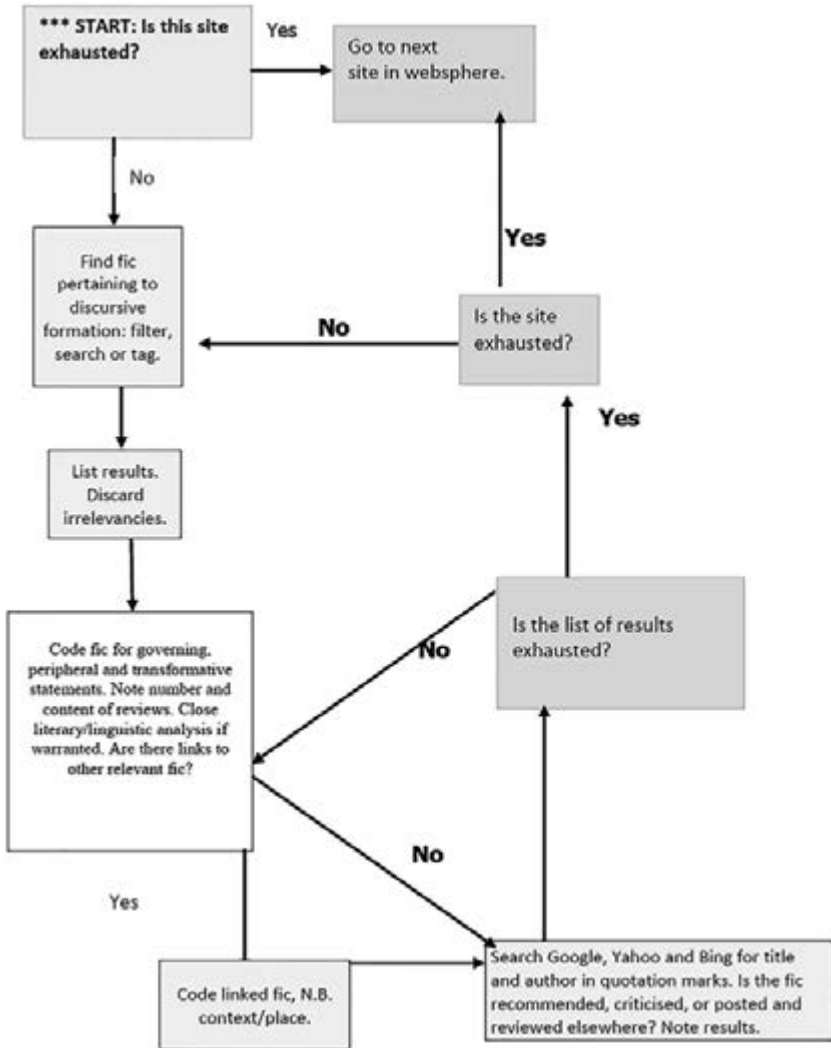 *** START: Is this site
exhausted?
Yes
Go to next
site in websphere.
No
Find fic
pertaining to
discursive
formation: filter,
search or tag.
No
Is the site
exhausted?
Yes
Yes
List results.
Discard
irrelevancies.
Code fic for governing,
peripheral and transformative
statements. Note number and
content of reviews. Close
literary/linguistic analysis if
warranted. Are there links to
other relevant fic?
No
Is the list of results
exhausted?
No
Yes
Code linked fic, N.B.
context/place.
Search Google, Yahoo and Bing for title
and author in quotation marks. Is the fic
recommended, criticised, or posted and
reviewed elsewhere? Note results.